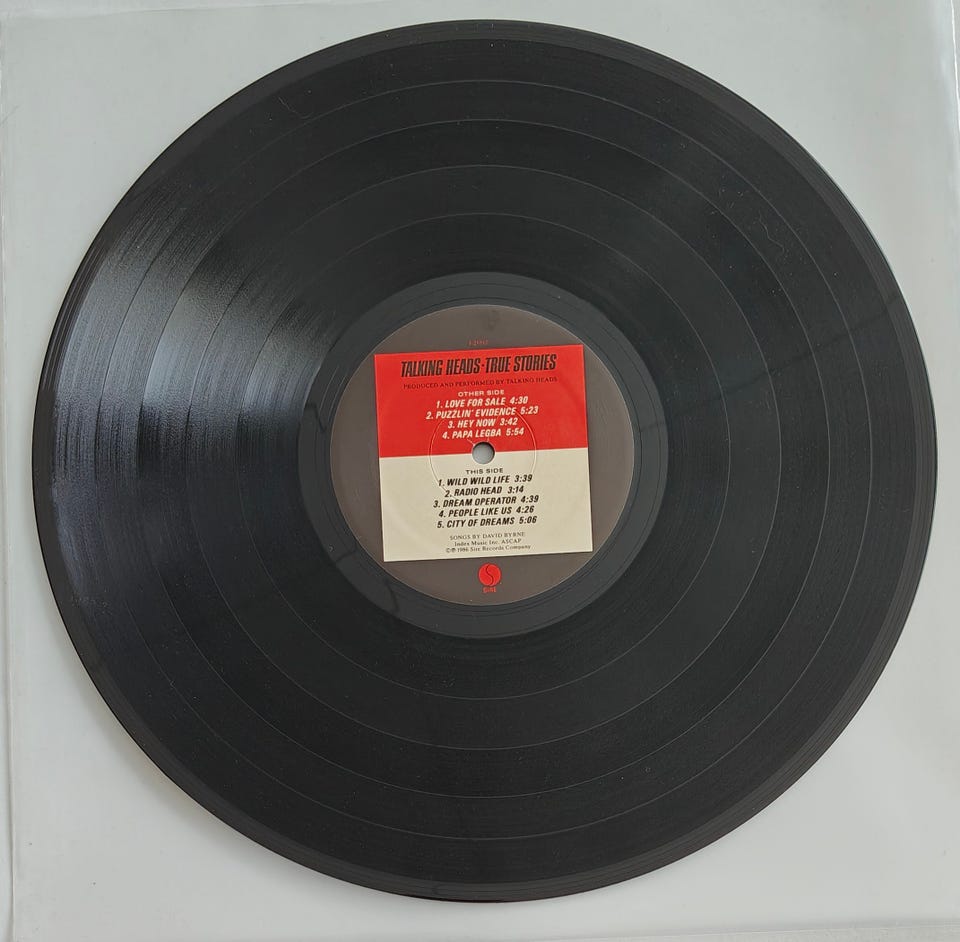 TALKING HEADS·TRUE STORIES
PRODUCED AND PERFORMED BY TALKING HEADS
OTHER SIDE
1. LOVE FOR SALE 4:30
2. PUZZLIN' EVIDENCE 5:23
3. HEY NOW 3:42
4. PAPA LEGBA 5:54
THIS SIDE
1. WILD WILD LIFE 3:39
2. RADIO HEAD 3:14
3. DREAM OPERATOR 4:39
4. PEOPLE LIKE US 4:26
5. CITY OF DREAMS 5:06
SONGS BY DAVID BYRNE
Index Music Inc. ASCAP
©℗ 1986 Sire Records Company
SIRE